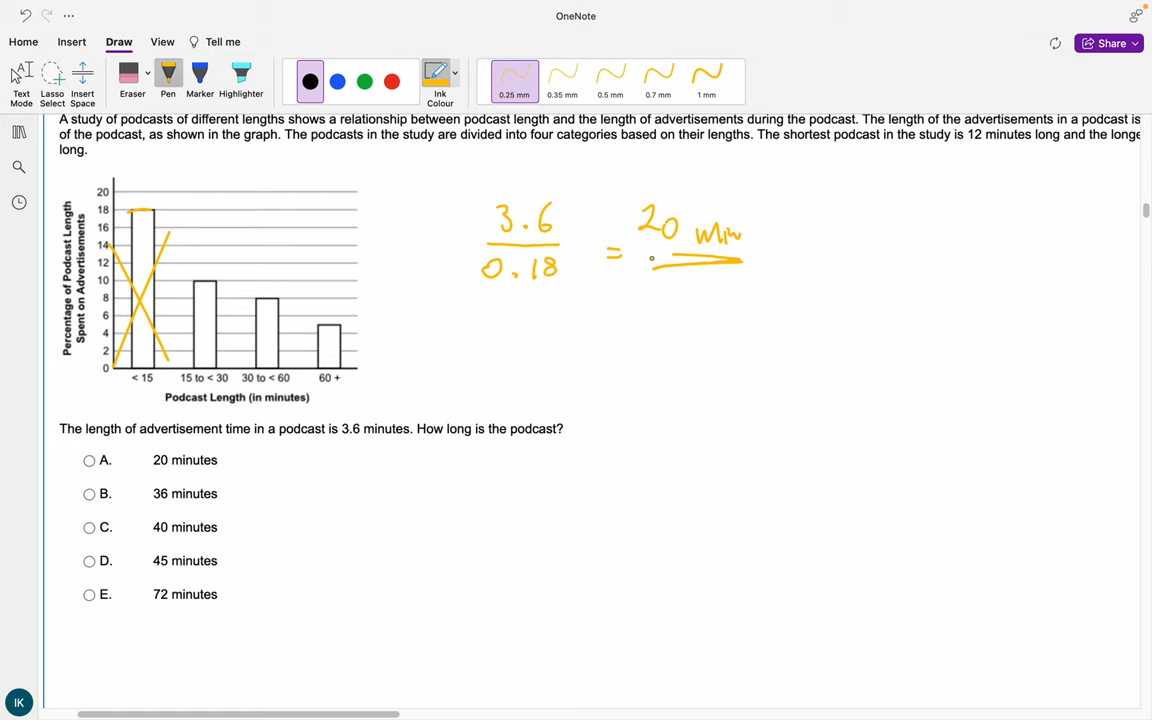 OneNote
Home Insert Draw View Tell me
Share
Text Mode
Lasso Select
Insert Space
Eraser
Pen
Marker
Highlighter
Ink Colour
0.25 mm
0.35 mm
0.5 mm
0.7 mm
1 mm
A study of podcasts of different lengths shows a relationship between podcast length and the length of advertisements during the podcast. The length of the advertisements in a podcast is
of the podcast, as shown in the graph. The podcasts in the study are divided into four categories based on their lengths. The shortest podcast in the study is 12 minutes long and the longe
long.
Percentage of Podcast Length
Spent on Advertisements
20
18
16
14
12
10
8
6
4
2
0
< 15 15 to < 30 30 to < 60 60 +
Podcast Length (in minutes)
3.6
0.18
= 20 min
The length of advertisement time in a podcast is 3.6 minutes. How long is the podcast?
A. 20 minutes
B. 36 minutes
C. 40 minutes
D. 45 minutes
E. 72 minutes
IK